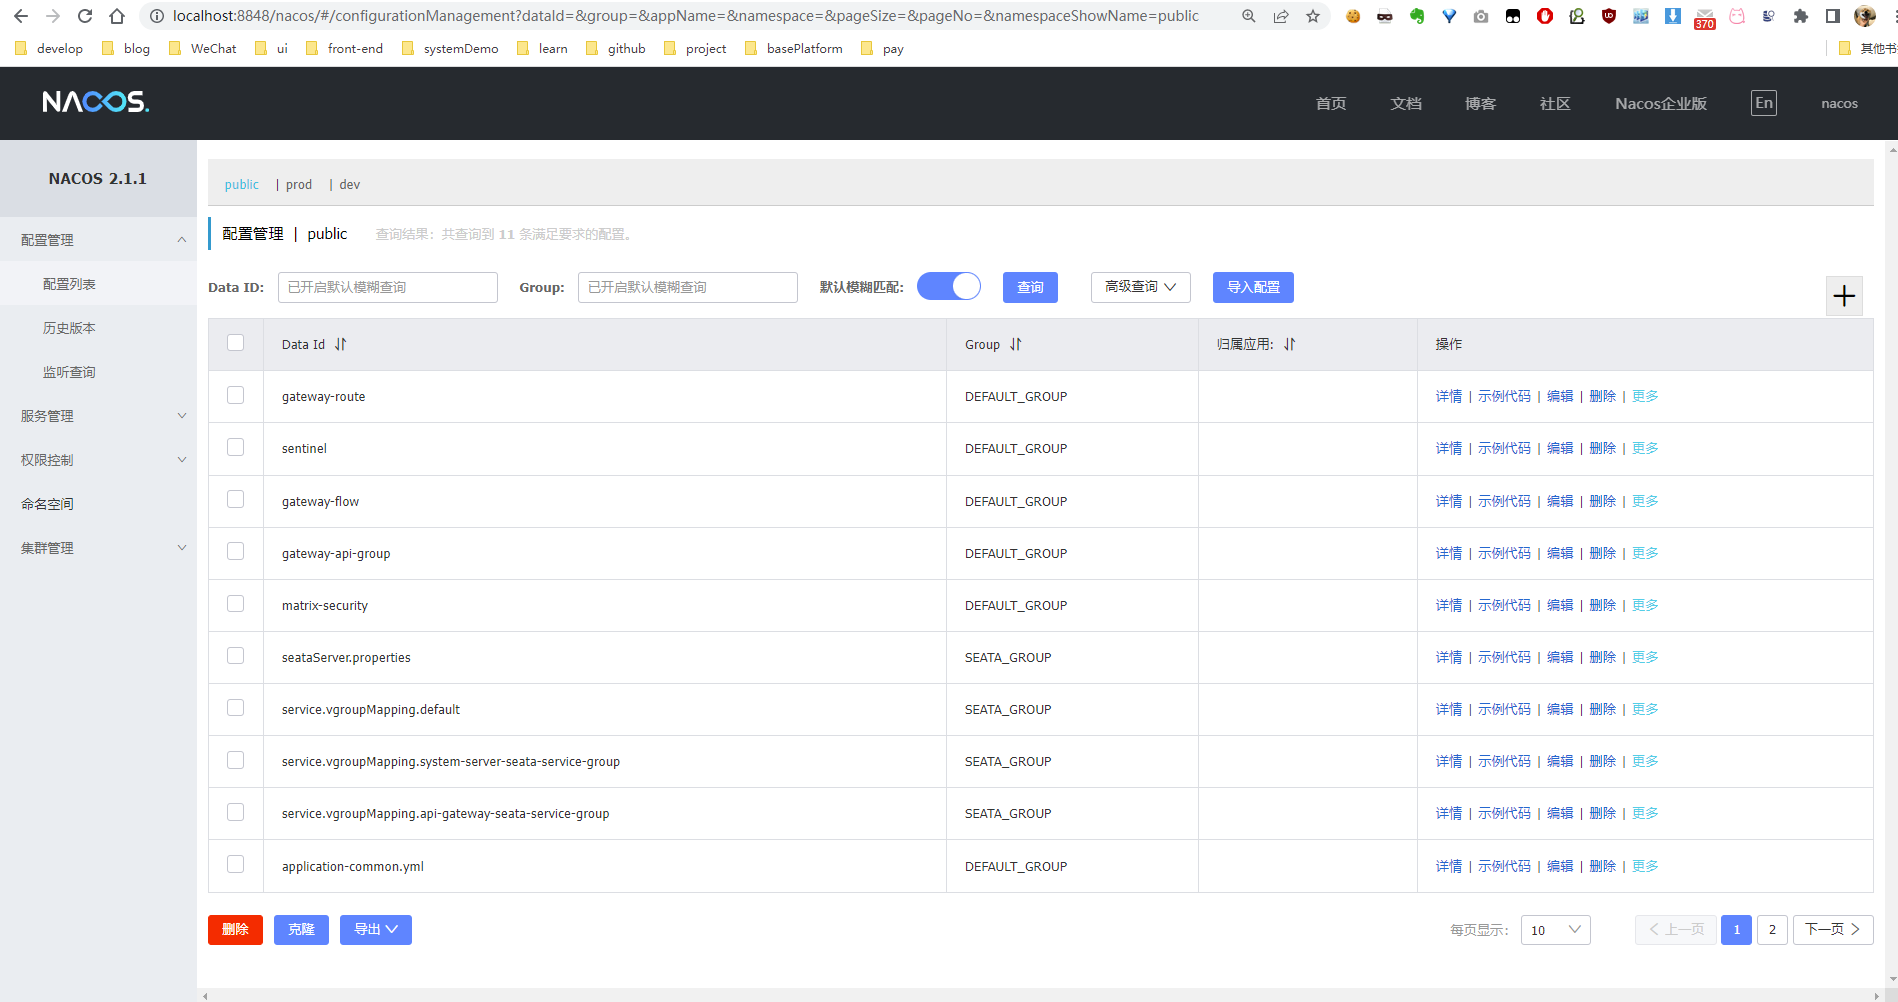 localhost:8848/nacos/#/configurationManagement?dataId=&group=&appName=&namespace=&pageSize=&pageNo=&namespaceShowName=public
370
develop blog WeChat ui front-end systemDemo learn github project basePlatform pay 其他书
NACOS.
首页 文档 博客 社区 Nacos企业版 En nacos
NACOS 2.1.1
配置管理
配置列表
历史版本
监听查询
服务管理
权限控制
命名空间
集群管理
public | prod | dev
配置管理 | public 查询结果：共查询到 11 条满足要求的配置。
Data ID: 已开启默认模糊查询 Group: 已开启默认模糊查询 默认模糊匹配: 查询 高级查询 导入配置
Data Id Group 归属应用: 操作
gateway-route DEFAULT_GROUP 详情 | 示例代码 | 编辑 | 删除 | 更多
sentinel DEFAULT_GROUP 详情 | 示例代码 | 编辑 | 删除 | 更多
gateway-flow DEFAULT_GROUP 详情 | 示例代码 | 编辑 | 删除 | 更多
gateway-api-group DEFAULT_GROUP 详情 | 示例代码 | 编辑 | 删除 | 更多
matrix-security DEFAULT_GROUP 详情 | 示例代码 | 编辑 | 删除 | 更多
seataServer.properties SEATA_GROUP 详情 | 示例代码 | 编辑 | 删除 | 更多
service.vgroupMapping.default SEATA_GROUP 详情 | 示例代码 | 编辑 | 删除 | 更多
service.vgroupMapping.system-server-seata-service-group SEATA_GROUP 详情 | 示例代码 | 编辑 | 删除 | 更多
service.vgroupMapping.api-gateway-seata-service-group SEATA_GROUP 详情 | 示例代码 | 编辑 | 删除 | 更多
application-common.yml DEFAULT_GROUP 详情 | 示例代码 | 编辑 | 删除 | 更多
删除 克隆 导出 每页显示: 10 上一页 1 2 下一页